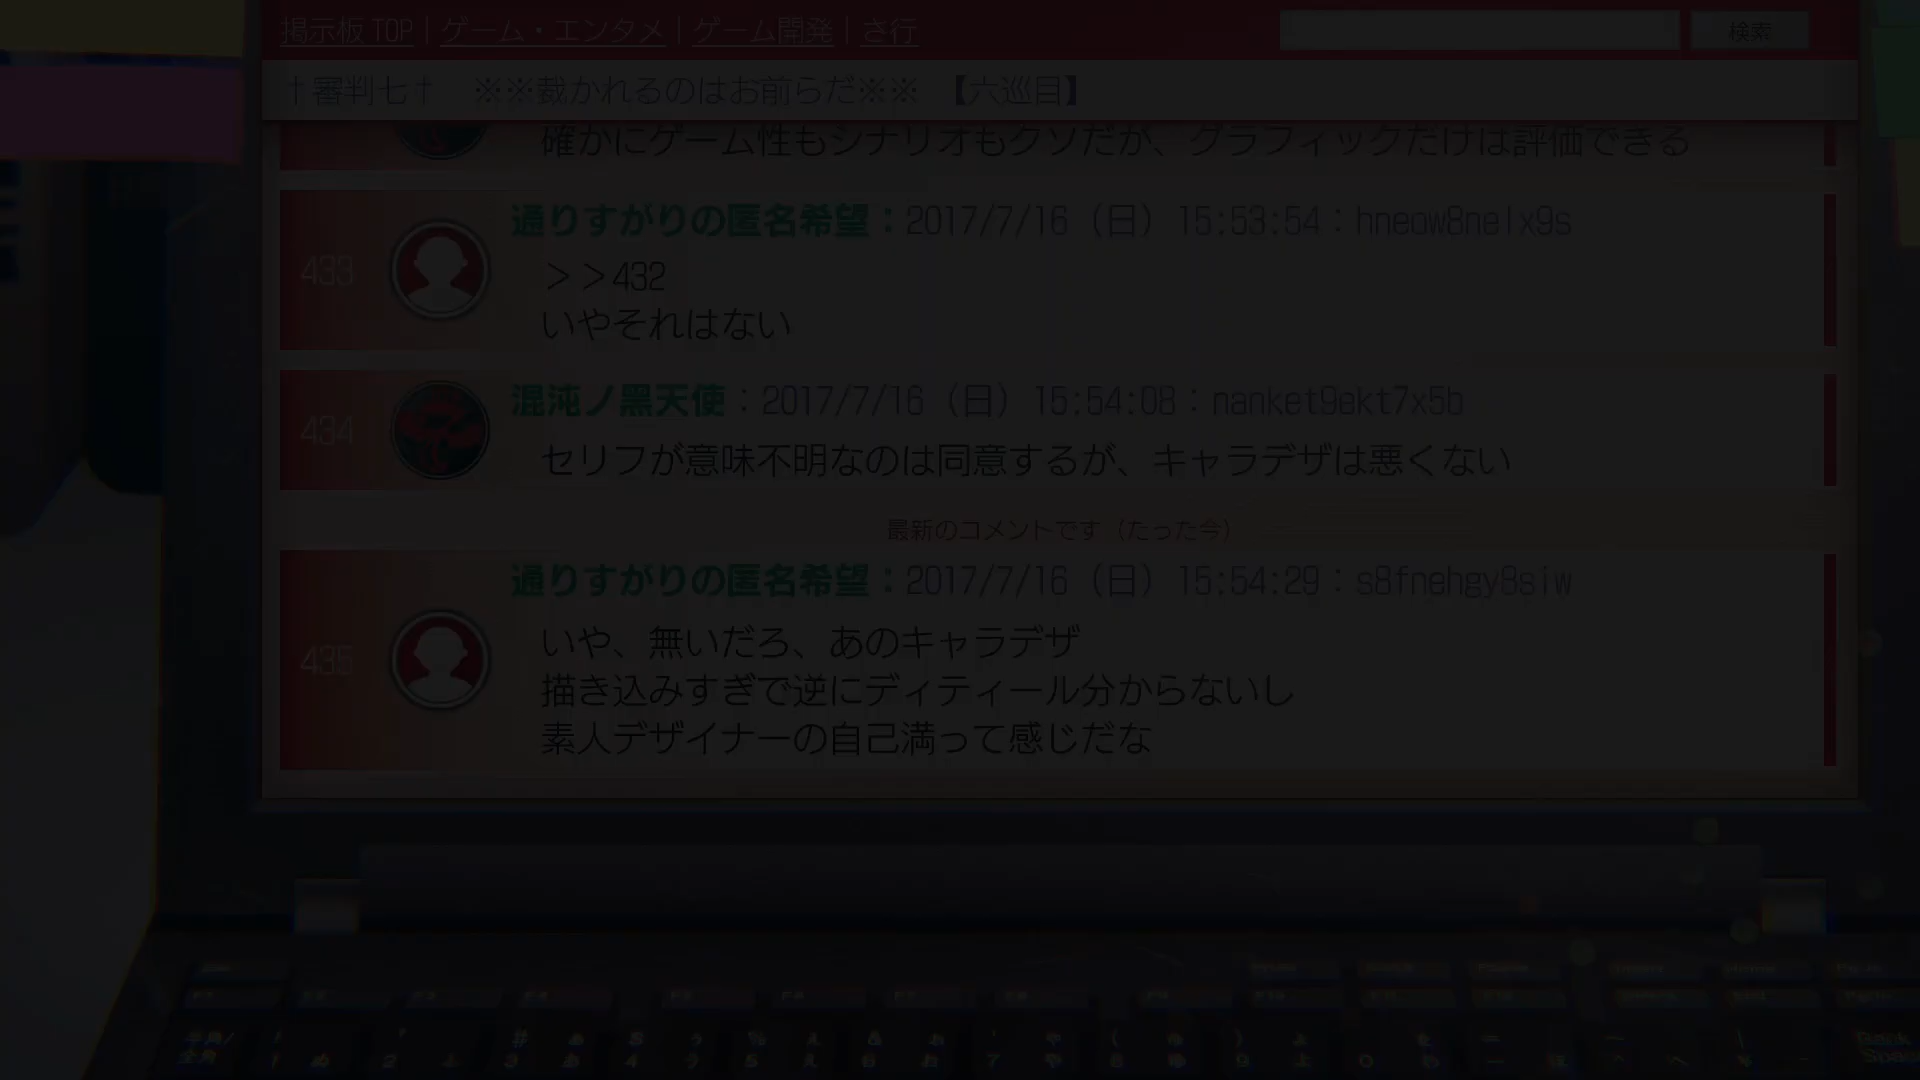 掲示板 TOP｜ゲーム・エンタメ｜ゲーム開発｜さ行
検索
†審判七†　※※裁かれるのはお前らだ※※　【六巡目】
確かにゲーム性もシナリオもクソだが、グラフィックだけは評価できる
433
通りすがりの匿名希望：2017/7/16（日）15:53:54：hneow8nelx9s
＞＞432
いやそれはない
434
混沌ノ黑天使：2017/7/16（日）15:54:08：nanket9ekt7x5b
セリフが意味不明なのは同意するが、キャラデザは悪くない
最新のコメントです（たった今）
435
通りすがりの匿名希望：2017/7/16（日）15:54:29：s8fnehgy8siw
いや、無いだろ、あのキャラデザ
描き込みすぎで逆にディティール分からないし
素人デザイナーの自己満って感じだな
半角/
全角